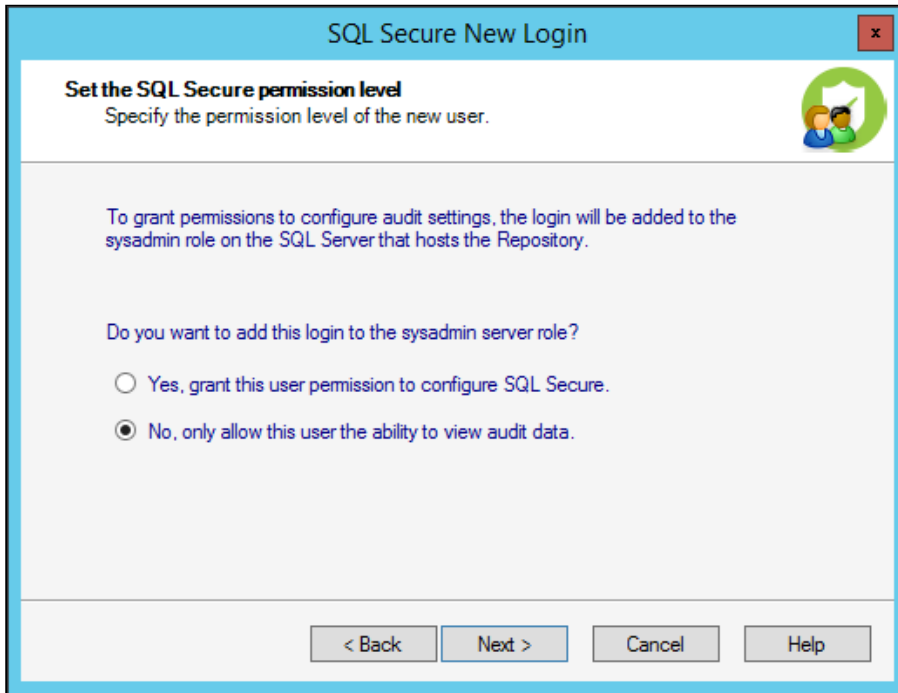 SQL Secure New Login
x
Set the SQL Secure permission level
Specify the permission level of the new user.
To grant permissions to configure audit settings, the login will be added to the
sysadmin role on the SQL Server that hosts the Repository.
Do you want to add this login to the sysadmin server role?
Yes, grant this user permission to configure SQL Secure.
No, only allow this user the ability to view audit data.
< Back
Next >
Cancel
Help